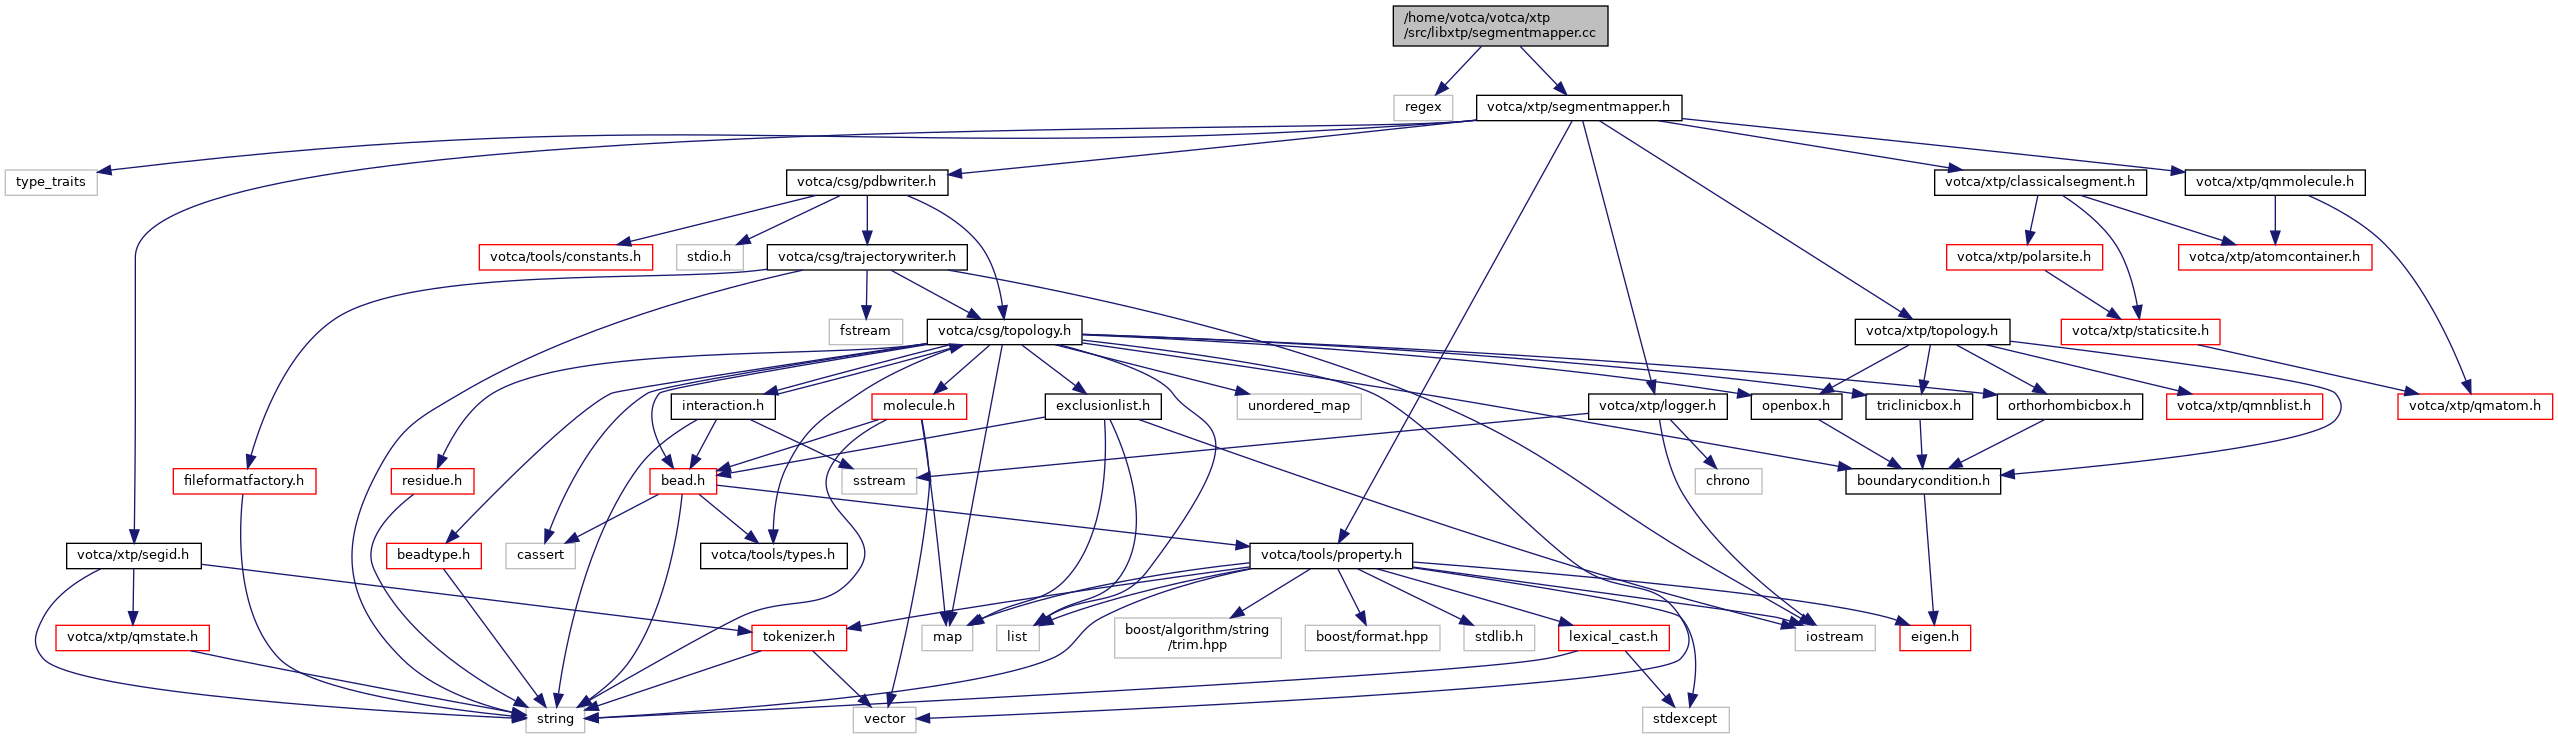 /home/votca/votca/xtp
/src/libxtp/segmentmapper.cc
regex
votca/xtp/segmentmapper.h
type_traits
votca/csg/pdbwriter.h
votca/xtp/classicalsegment.h
votca/xtp/qmmolecule.h
votca/tools/constants.h
stdio.h
votca/csg/trajectorywriter.h
votca/xtp/polarsite.h
votca/xtp/atomcontainer.h
fstream
votca/csg/topology.h
votca/xtp/topology.h
votca/xtp/staticsite.h
interaction.h
molecule.h
exclusionlist.h
unordered_map
votca/xtp/logger.h
openbox.h
triclinicbox.h
orthorhombicbox.h
votca/xtp/qmnblist.h
votca/xtp/qmatom.h
fileformatfactory.h
residue.h
bead.h
sstream
chrono
boundarycondition.h
votca/xtp/segid.h
beadtype.h
cassert
votca/tools/types.h
votca/tools/property.h
votca/xtp/qmstate.h
tokenizer.h
map
list
boost/algorithm/string
/trim.hpp
boost/format.hpp
stdlib.h
lexical_cast.h
iostream
eigen.h
string
vector
stdexcept